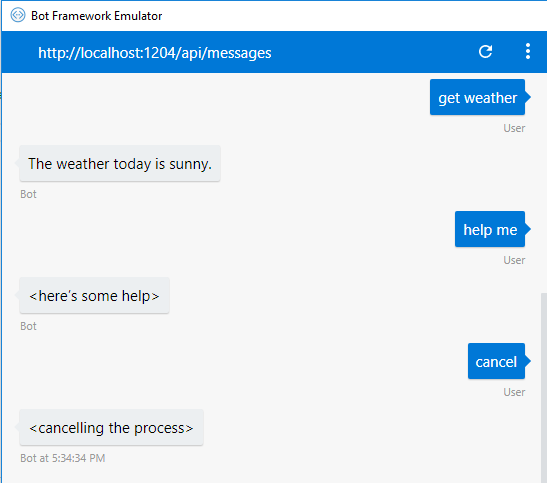 Bot Framework Emulator
http://localhost:1204/api/messages
get weather
User
The weather today is sunny.
Bot
help me
User
<here's some help>
Bot
cancel
User
<cancelling the process>
Bot at 5:34:34 PM